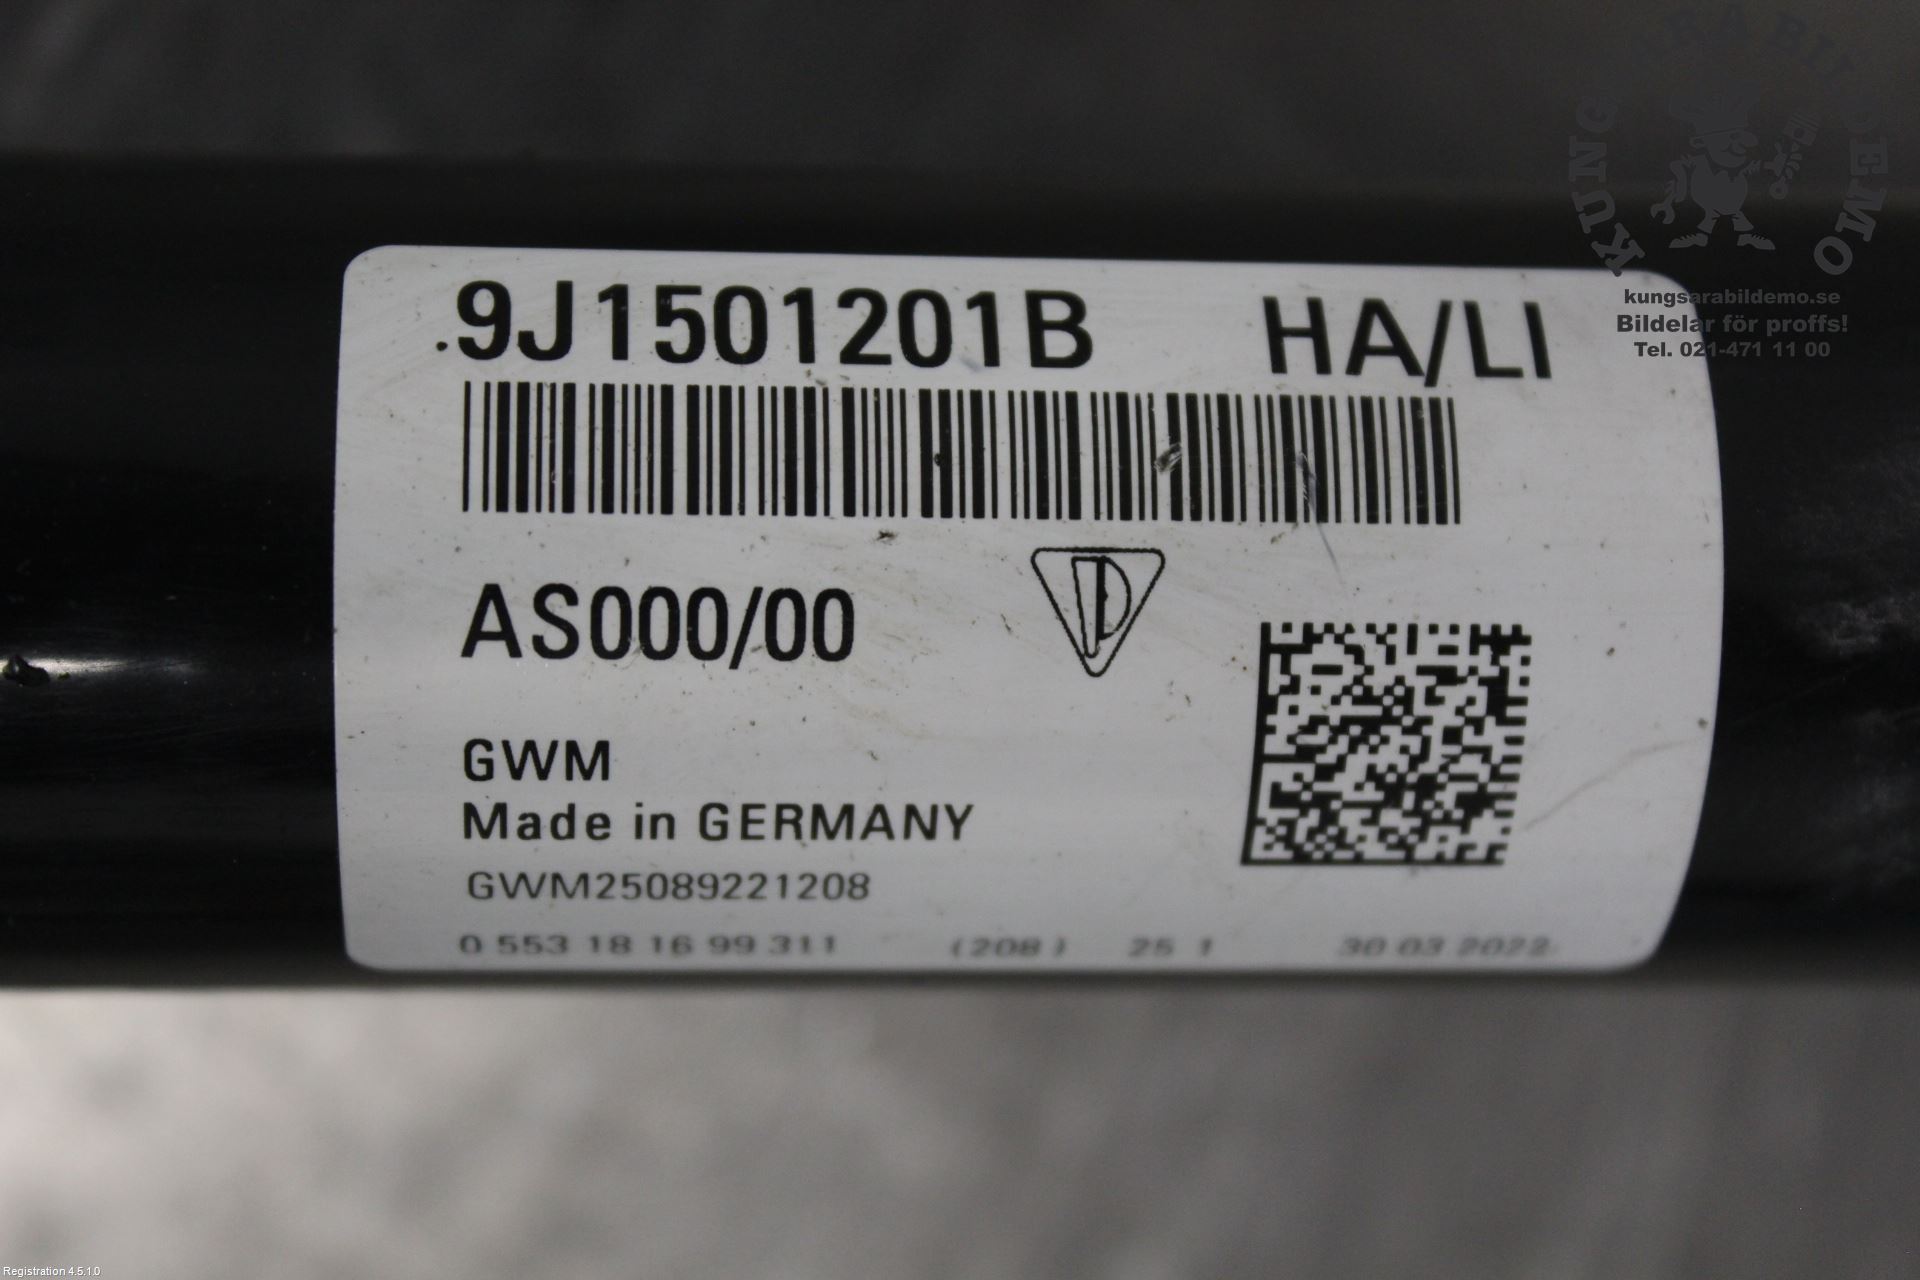 KUNGSARABILDEMO
kungsarabildemo.se
Bildelar för proffs!
Tel. 021-471 11 00
.9J1501201B HA/LI
AS000/00
GWM
Made in GERMANY
GWM25089221208
0 553 18 16 99 311 (208) 25 1 30 03 2022
Registration 4.5.1.0